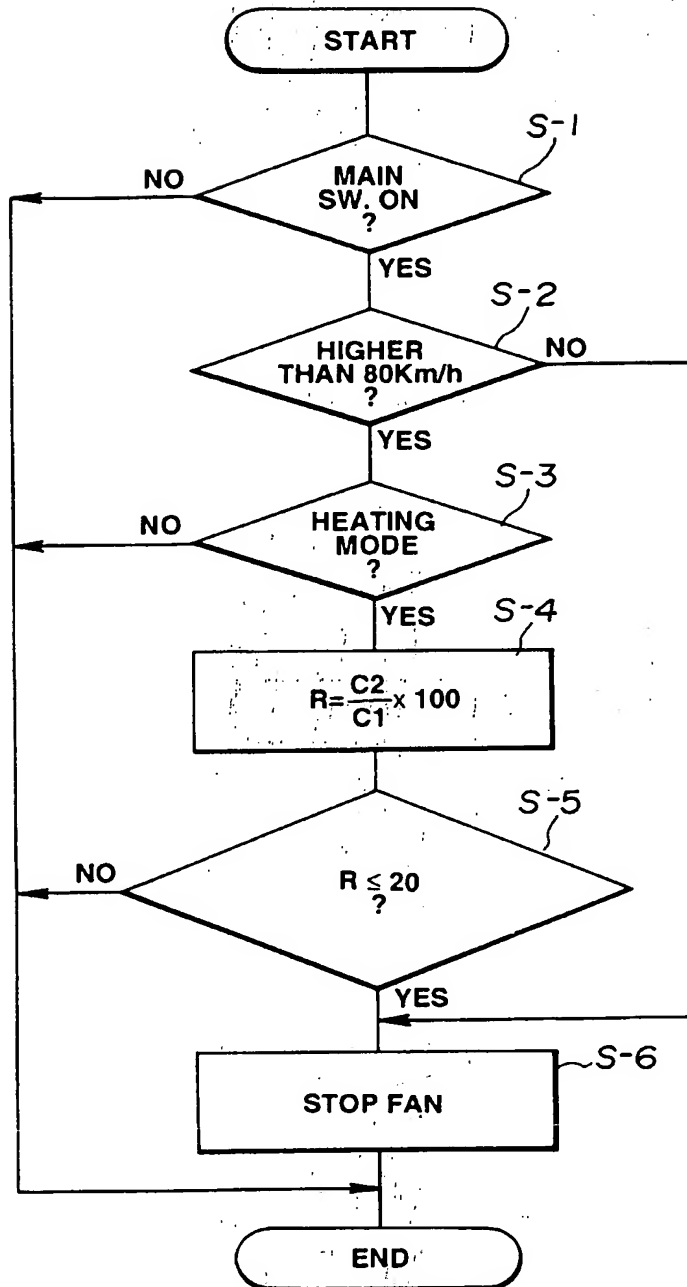 START
S-1
NO
MAIN
SW. ON
?
YES
S-2
HIGHER
THAN 80Km/h
?
NO
YES
S-3
NO
HEATING
MODE
?
YES
S-4
R=C2/C1 x 100
S-5
NO
R ≤ 20
?
YES
S-6
STOP FAN
END